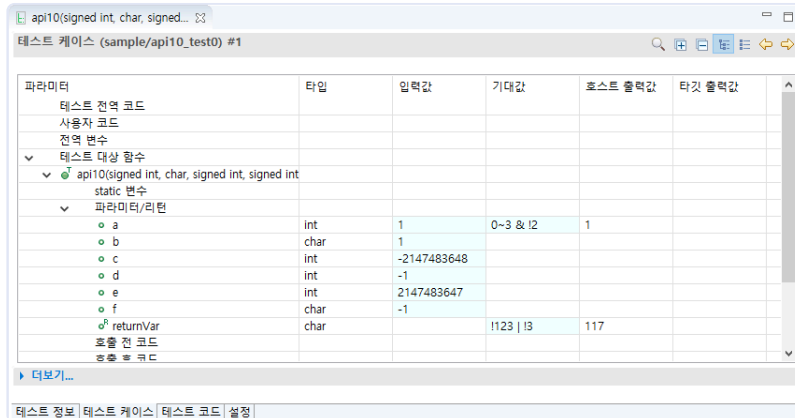 api10(signed int, char, signed...
테스트 케이스 (sample/api10_test0) #1
파라미터 타입 입력값 기대값 호스트 출력값 타깃 출력값
테스트 전역 코드
사용자 코드
전역 변수
테스트 대상 함수
api10(signed int, char, signed int, signed int
static 변수
파라미터/리턴
a int 1 0~3 & !2 1
b char 1
c int -2147483648
d int -1
e int 2147483647
f char -1
returnVar char !123 | !3 117
호출 전 코드
호출 후 코드
더보기...
테스트 정보 테스트 케이스 테스트 코드 설정